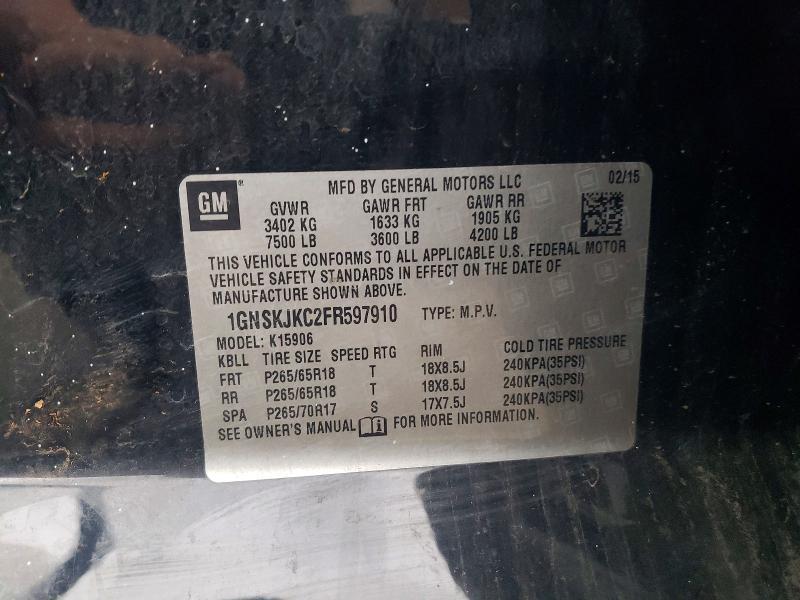 GM
MFD BY GENERAL MOTORS LLC
02/15
GVWR GAWR FRT GAWR RR
3402 KG 1633 KG 1905 KG
7500 LB 3600 LB 4200 LB
THIS VEHICLE CONFORMS TO ALL APPLICABLE U.S. FEDERAL MOTOR
VEHICLE SAFETY STANDARDS IN EFFECT ON THE DATE OF
MANUFACTURE SHOWN ABOVE.
1GNSKJKC2FR597910 TYPE: M.P.V.
MODEL: K15906
KBLL TIRE SIZE SPEED RTG RIM COLD TIRE PRESSURE
FRT P265/65R18 T 18X8.5J 240KPA(35PSI)
RR P265/65R18 T 18X8.5J 240KPA(35PSI)
SPA P265/70R17 S 17X7.5J 240KPA(35PSI)
SEE OWNER'S MANUAL i FOR MORE INFORMATION.